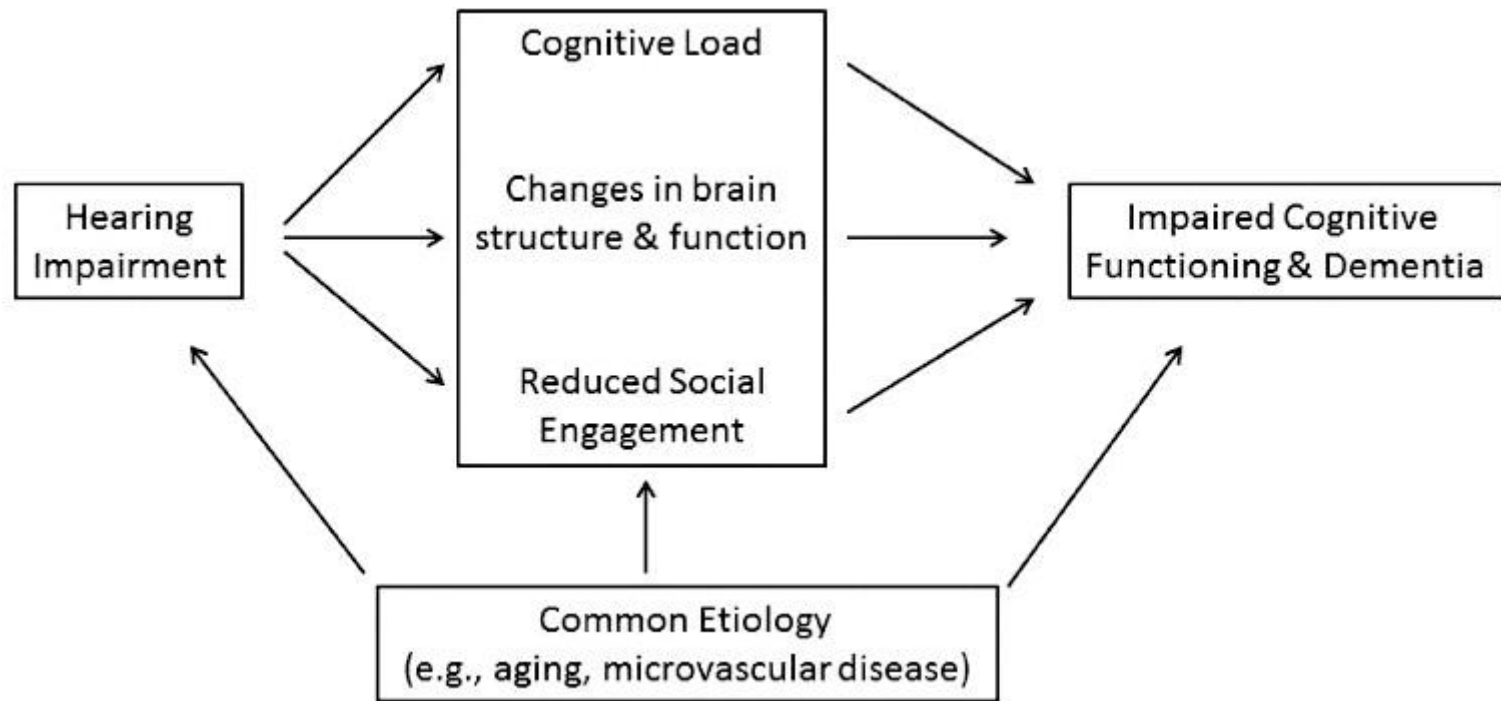 Cognitive Load
Changes in brain
structure & function
Reduced Social
Engagement
Hearing
Impairment
Impaired Cognitive
Functioning & Dementia
Common Etiology
(e.g., aging, microvascular disease)